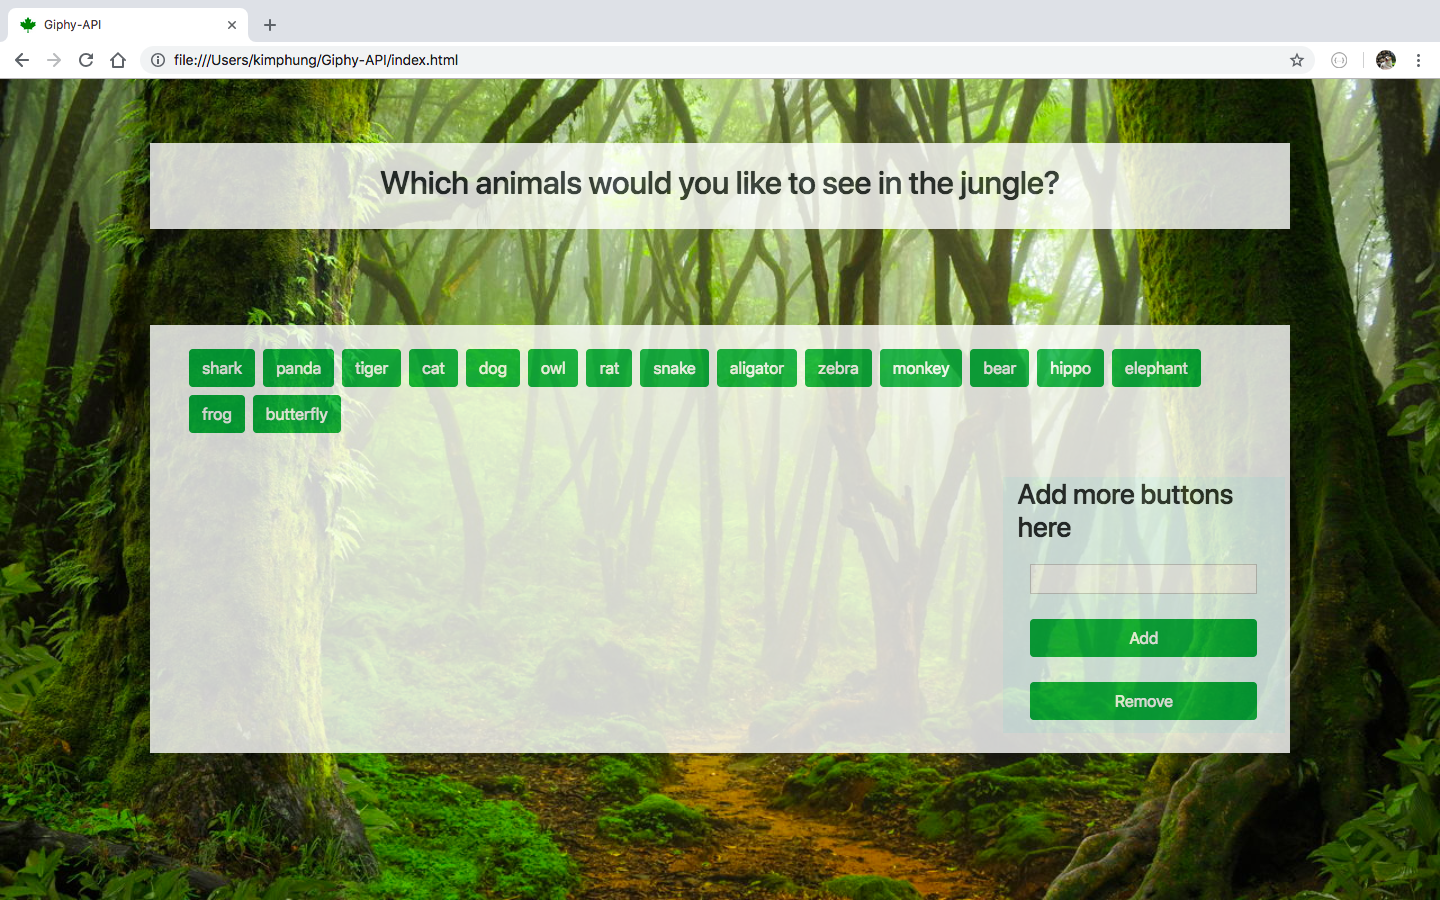 Giphy-API
file:///Users/kimphung/Giphy-API/index.html
Which animals would you like to see in the jungle?
shark panda tiger cat dog owl rat snake aligator zebra monkey bear hippo elephant
frog butterfly
Add more buttons
here
Add
Remove